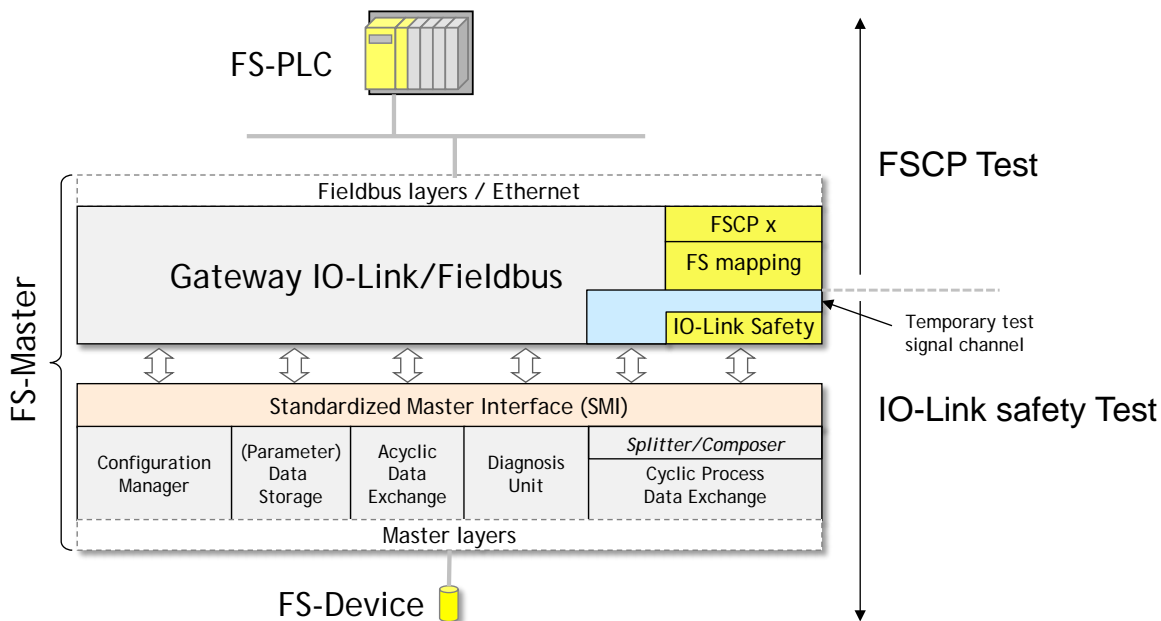 FS-PLC
FSCP Test
Fieldbus layers / Ethernet
FSCP x
Gateway IO-Link/Fieldbus
FS mapping
IO-Link Safety
Temporary test
signal channel
FS-Master
Standardized Master Interface (SMI)
IO-Link safety Test
Configuration
Manager
(Parameter)
Data
Storage
Acyclic
Data
Exchange
Diagnosis
Unit
Splitter/Composer
Cyclic Process
Data Exchange
Master layers
FS-Device